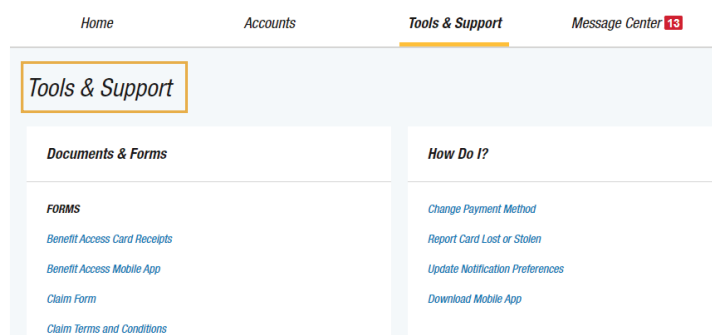 Home Accounts Tools & Support Message Center 13
Tools & Support
Documents & Forms
FORMS
Benefit Access Card Receipts
Benefit Access Mobile App
Claim Form
Claim Terms and Conditions
How Do I?
Change Payment Method
Report Card Lost or Stolen
Update Notification Preferences
Download Mobile App